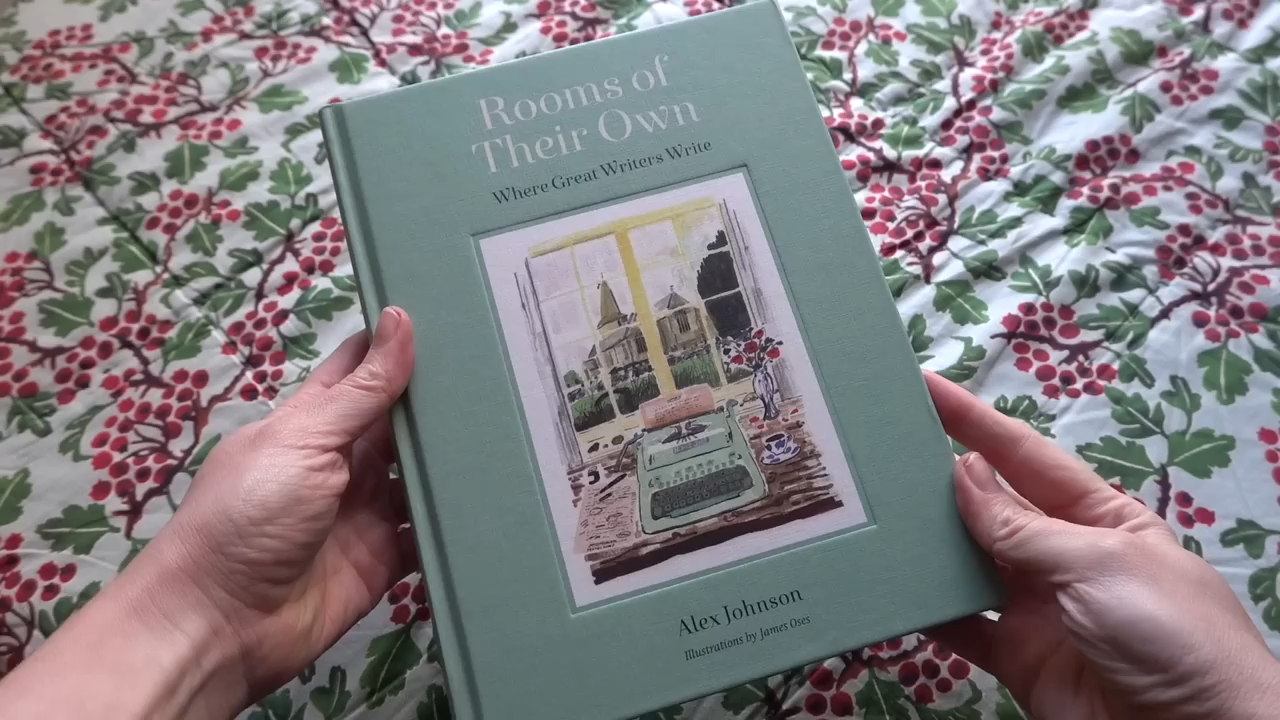 Rooms of
Their Own
Where Great Writers Write
Alex Johnson
Illustrations by James Oses